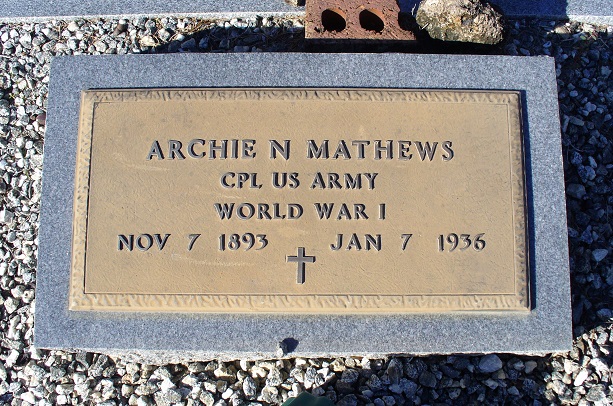 ARCHIE N MATHEWS
CPL US ARMY
WORLD WAR I
NOV 7 1893 JAN 7 1936